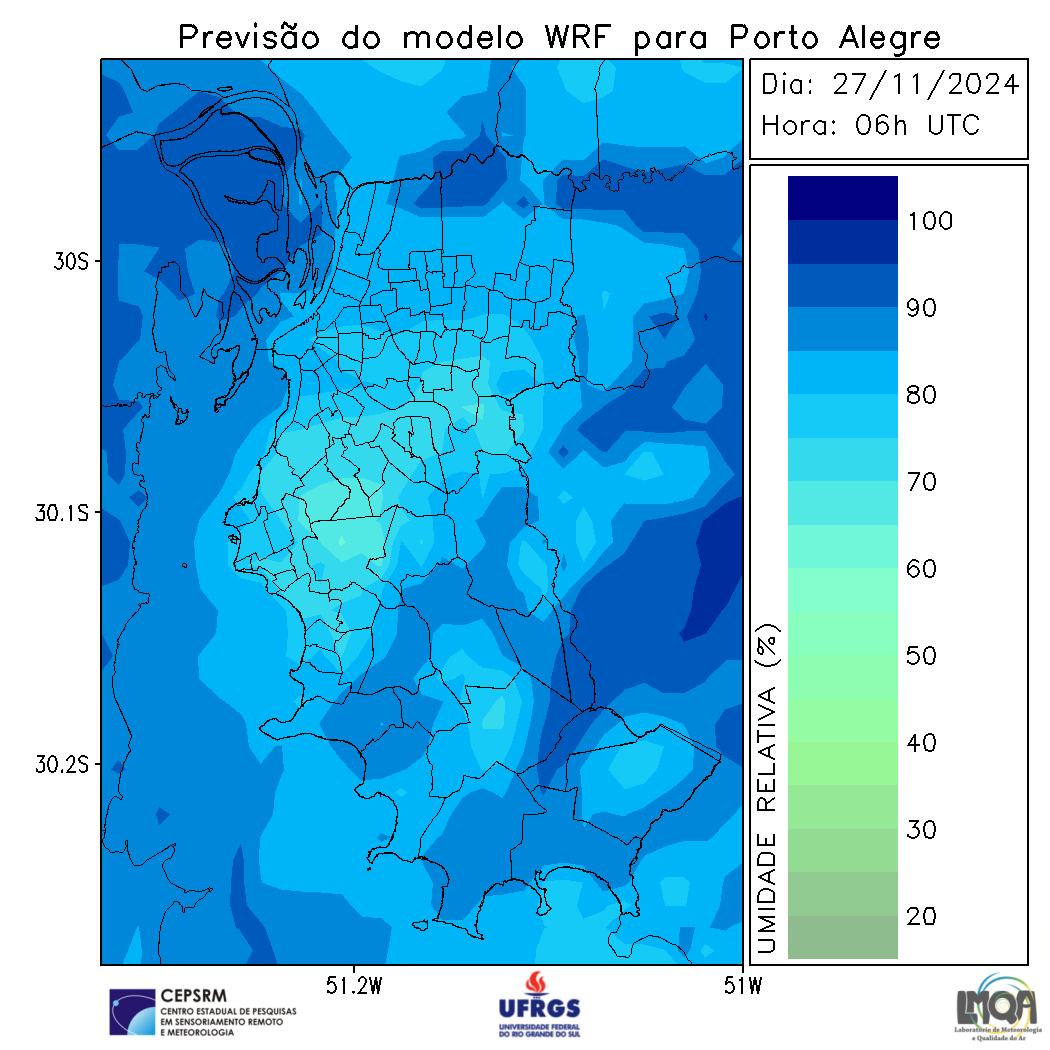 Previsão do modelo WRF para Porto Alegre
Dia: 27/11/2024
Hora: 06h UTC
100
90
80
70
60
50
40
30
20
UMIDADE RELATIVA (%)
30S
30.1S
30.2S
51.2W
51W
CEPSRM
CENTRO ESTADUAL DE PESQUISAS
EM SENSORIAMENTO REMOTO
E METEOROLOGIA
UFRGS
UNIVERSIDADE FEDERAL
DO RIO GRANDE DO SUL
LMQA
Laboratório de Meteorologia
e Qualidade do Ar